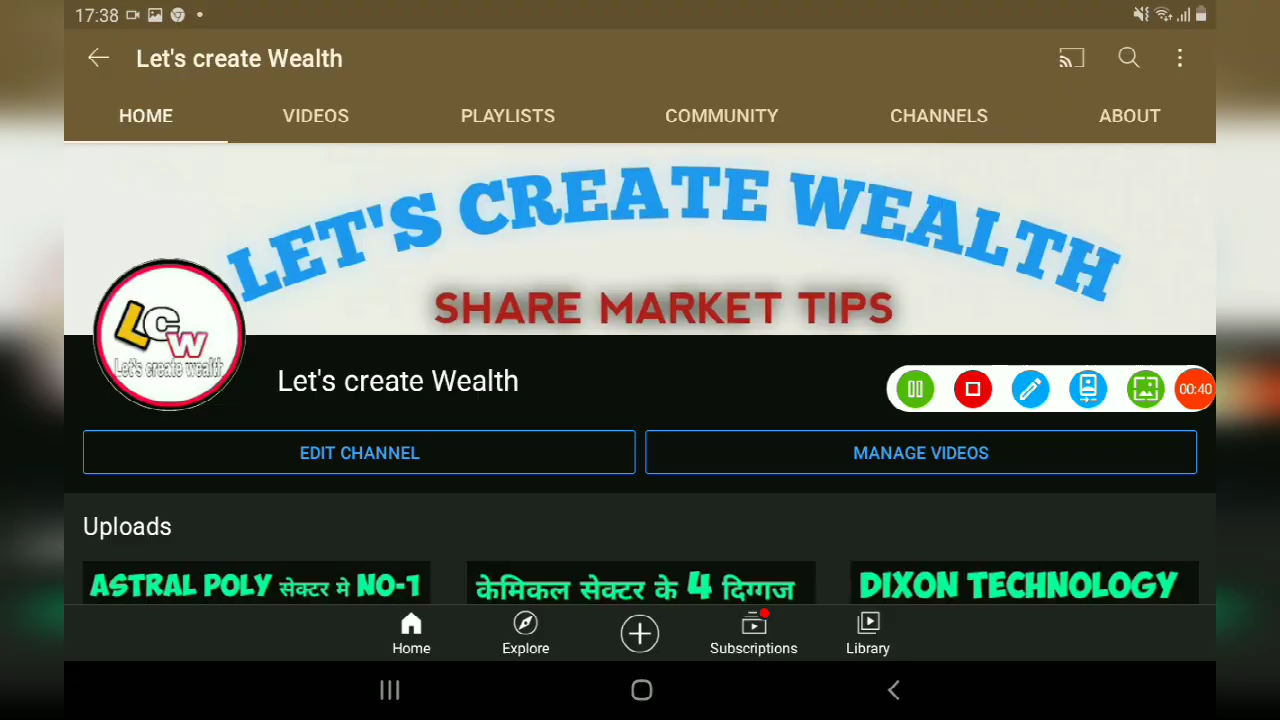 17:38
Let's create Wealth
HOME VIDEOS PLAYLISTS COMMUNITY CHANNELS ABOUT
LET'S CREATE WEALTH
SHARE MARKET TIPS
LCW
Let's create wealth
Let's create Wealth
00:40
EDIT CHANNEL MANAGE VIDEOS
Uploads
ASTRAL POLY सेक्टर मे NO-1
केमिकल सेक्टर के 4 दिग्गज
DIXON TECHNOLOGY
Home Explore Subscriptions Library